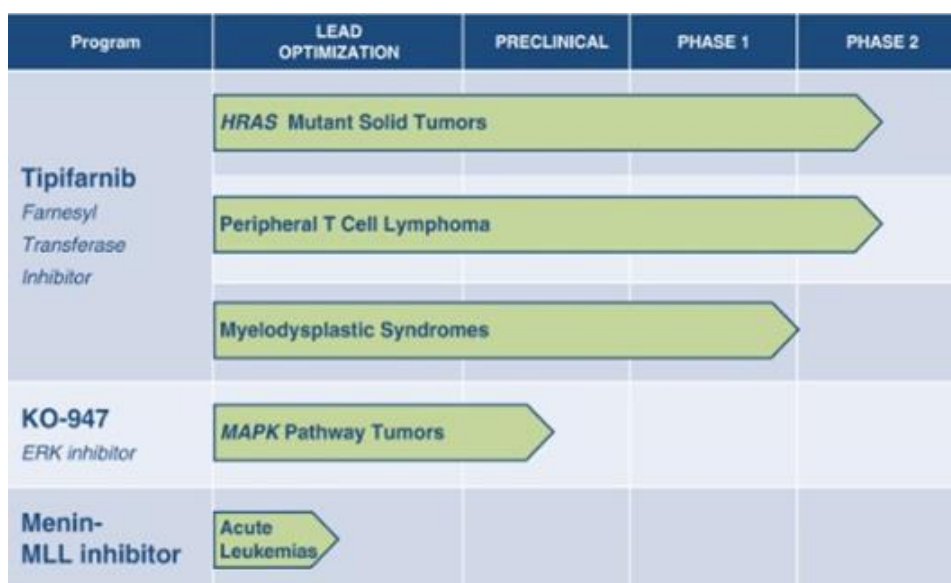 Program
LEAD
OPTIMIZATION
PRECLINICAL
PHASE 1
PHASE 2
Tipifarnib
Farnesyl
Transferase
Inhibitor
HRAS Mutant Solid Tumors
Peripheral T Cell Lymphoma
Myelodysplastic Syndromes
KO-947
ERK inhibitor
MAPK Pathway Tumors
Menin-
MLL inhibitor
Acute
Leukemias